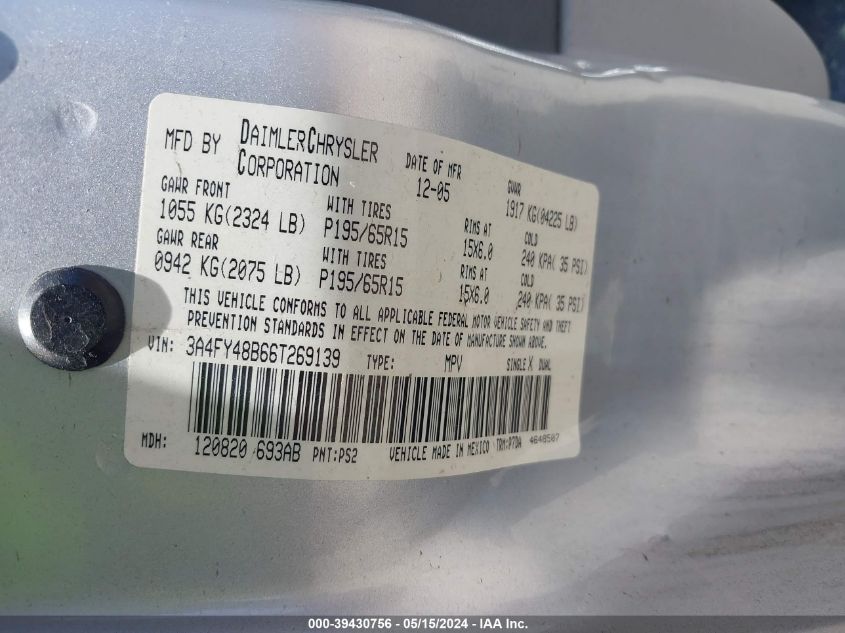 MFD BY DAIMLERCHRYSLER CORPORATION
DATE OF MFR 12-05
GVWR 1917 KG(04225 LB)
GAWR FRONT WITH TIRES RIMS AT COLD
1055 KG(2324 LB) P195/65R15 15X6.0 240 KPA( 35 PSI)
GAWR REAR WITH TIRES RIMS AT COLD
0942 KG(2075 LB) P195/65R15 15X6.0 240 KPA( 35 PSI)
THIS VEHICLE CONFORMS TO ALL APPLICABLE FEDERAL MOTOR VEHICLE SAFETY AND THEFT
PREVENTION STANDARDS IN EFFECT ON THE DATE OF MANUFACTURE SHOWN ABOVE.
VIN: 3A4FY48B66T269139 TYPE: MPV SINGLE X DUAL
MDH: 120820 693AB PNT:PS2 VEHICLE MADE IN MEXICO TRM:P7DA 4648507
000-39430756 - 05/15/2024 - IAA Inc.